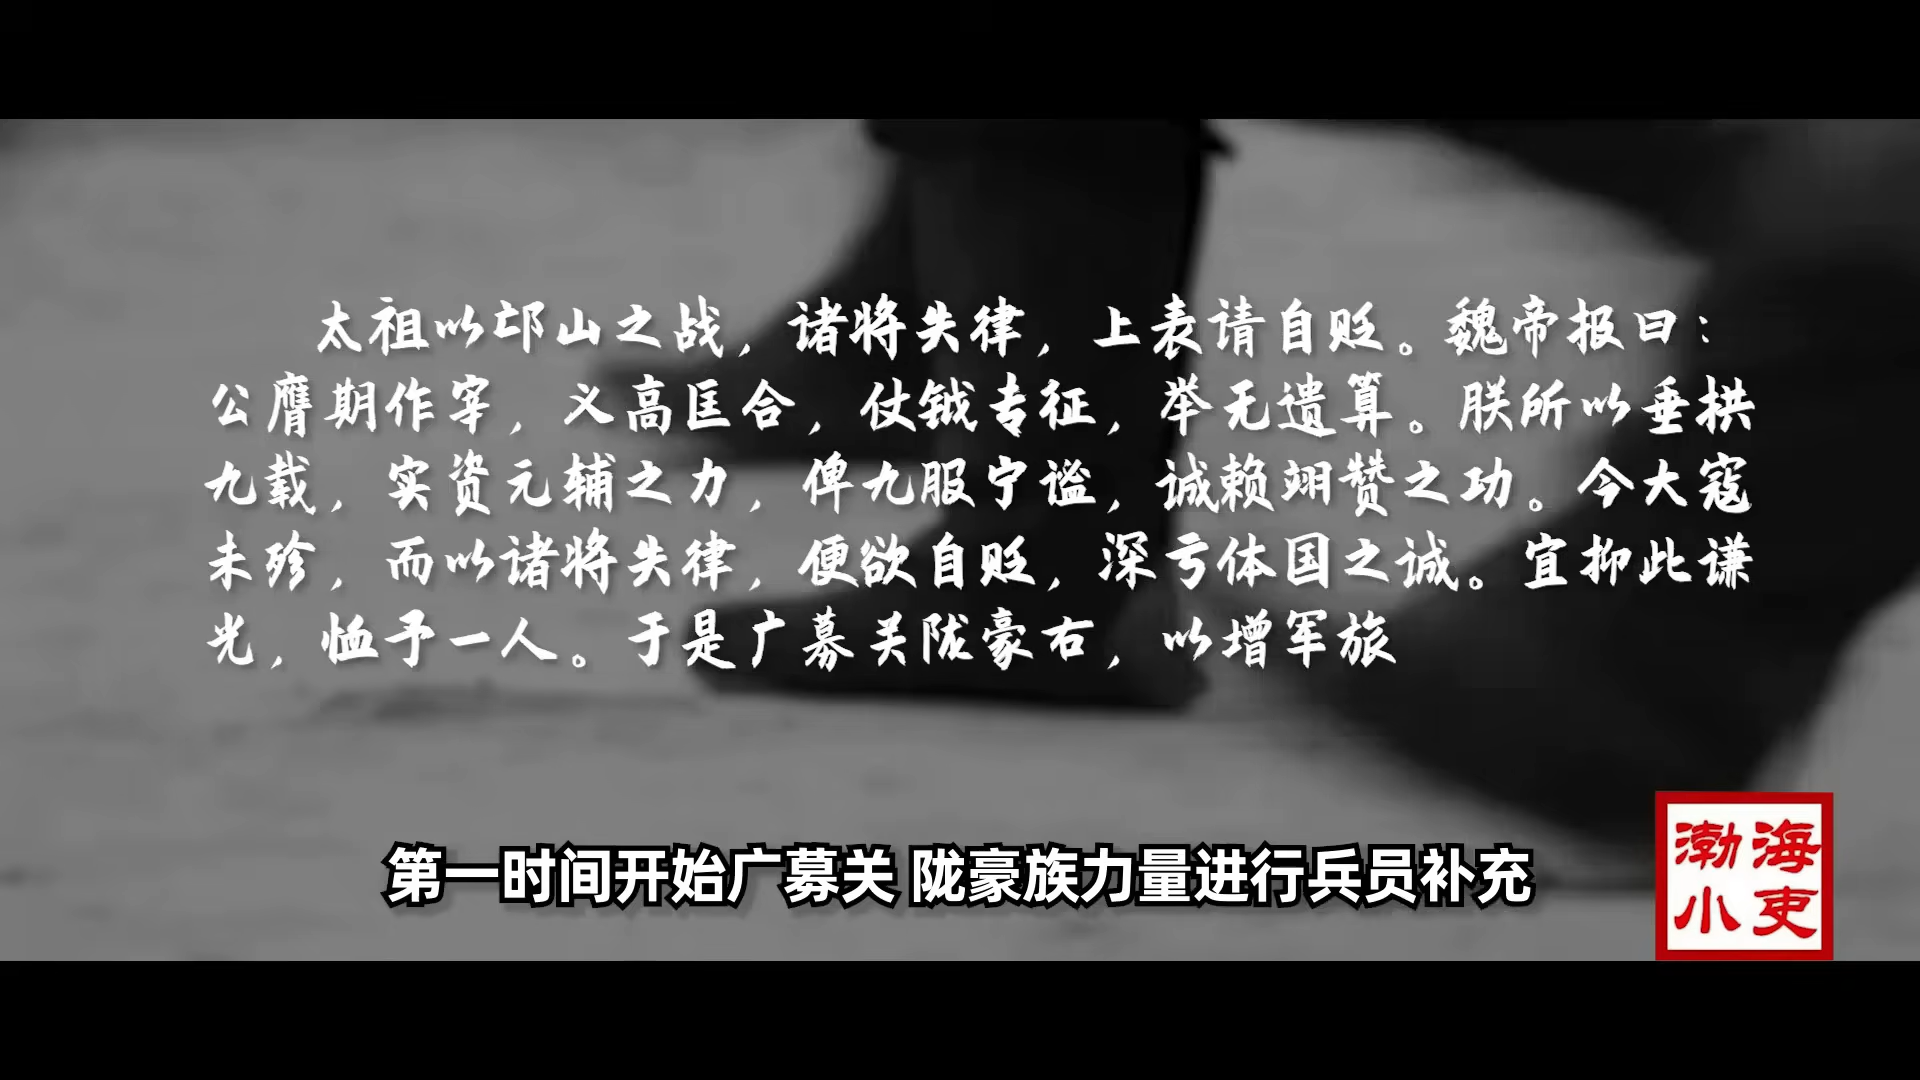 太祖以邙山之战，诸将失律，上表请自贬。魏帝报曰：
公膺期作宰，义高匡合，仗钺专征，举无遗算。朕所以垂拱
九载，实资元辅之力，俾九服宁谧，诚赖翊赞之功。今大寇
未殄，而以诸将失律，便欲自贬，深亏体国之诚。宜抑此谦
光，恤予一人。于是广募关陇豪右，以增军旅
第一时间开始广募关 陇豪族力量进行兵员补充
渤海
小吏